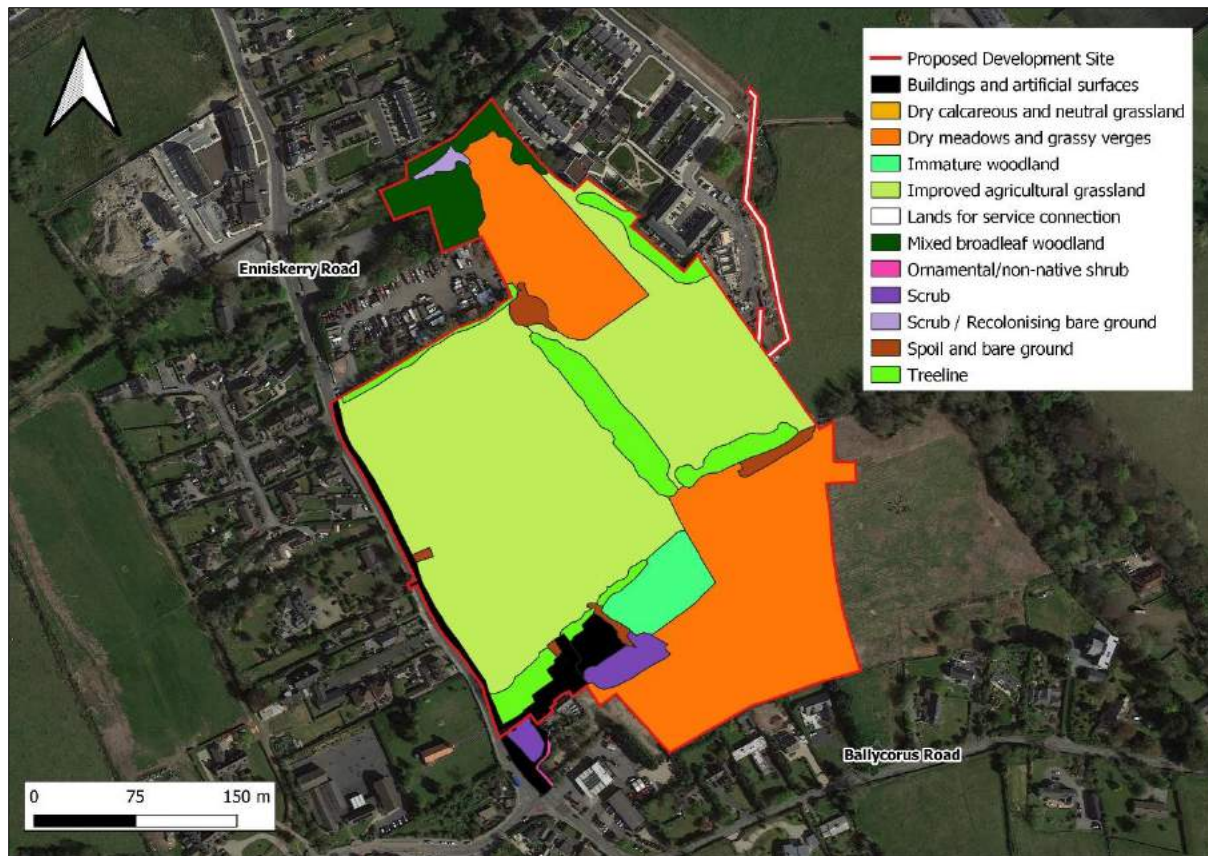 Proposed Development Site
Buildings and artificial surfaces
Dry calcareous and neutral grassland
Dry meadows and grassy verges
Immature woodland
Improved agricultural grassland
Lands for service connection
Mixed broadleaf woodland
Ornamental/non-native shrub
Scrub
Scrub / Recolonising bare ground
Spoil and bare ground
Treeline
Enniskerry Road
Ballycorus Road
0 75 150 m